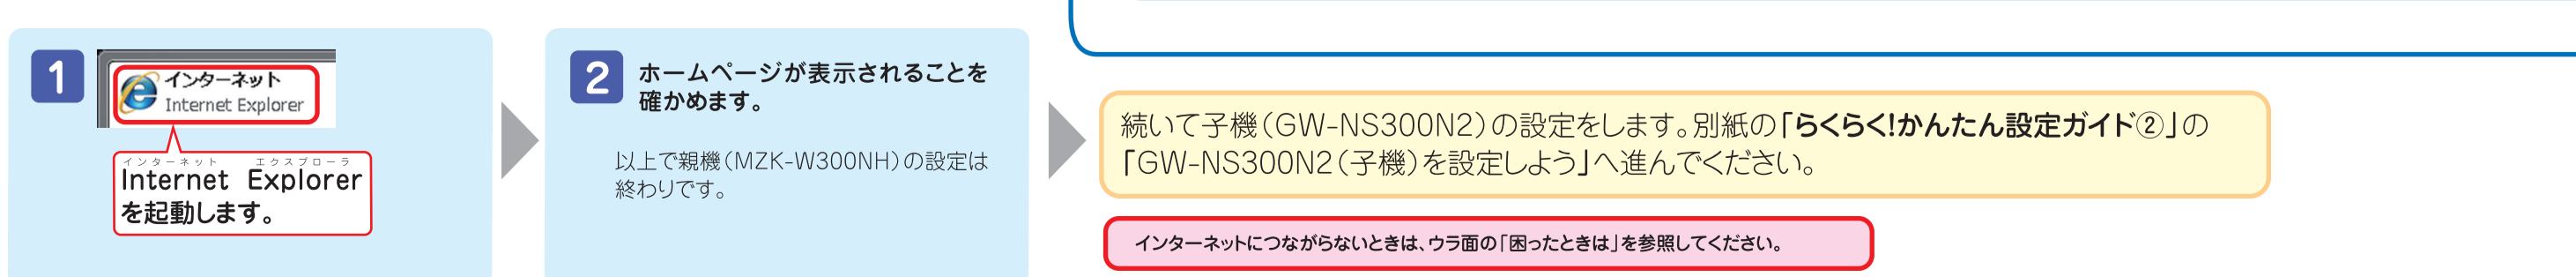 1
インターネット
Internet Explorer
インターネット エクスプローラ
Internet Explorer
を起動します。
2
ホームページが表示されることを
確かめます。
以上で親機(MZK-W300NH)の設定は
終わりです。
続いて子機(GW-NS300N2)の設定をします。別紙の「らくらく!かんたん設定ガイド②」の
「GW-NS300N2(子機)を設定しよう」へ進んでください。
インターネットにつながらないときは、ウラ面の「困ったときは」を参照してください。